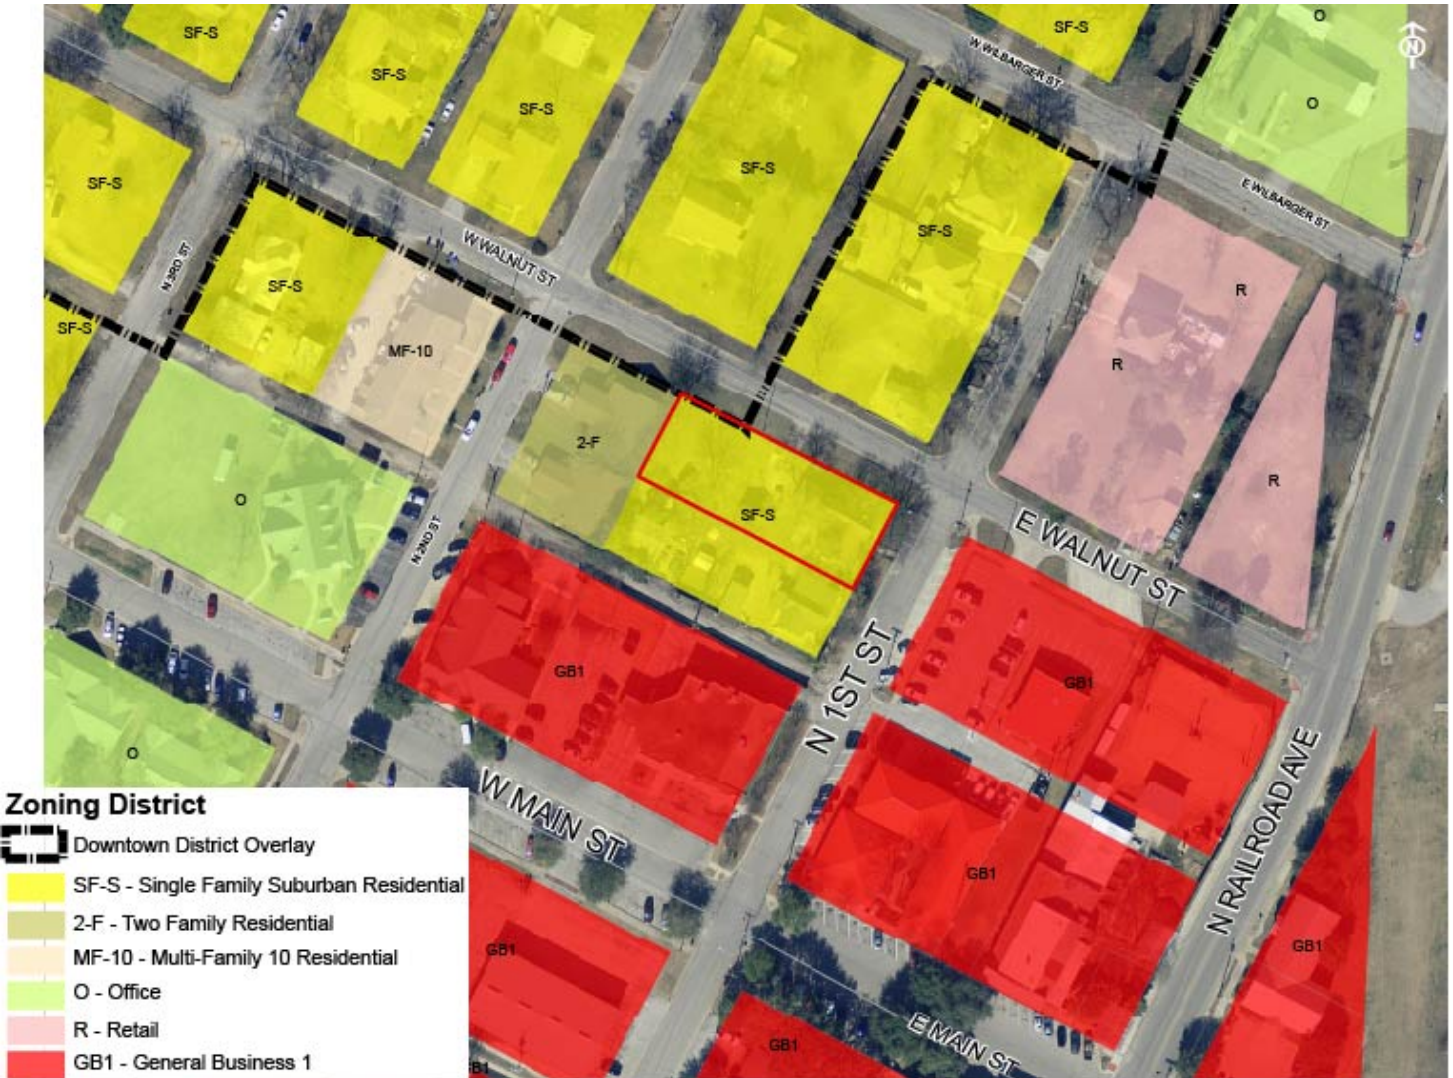 SF-S
SF-S
O
N
SF-S
W WILBARGER ST
SF-S
O
SF-S
SF-S
SF-S
E WILBARGER ST
SF-S
W WALNUT ST
N 3RD ST
SF-S
R
SF-S
MF-10
R
2-F
R
O
SF-S
N 2ND ST
E WALNUT ST
GB1
N 1ST ST
GB1
O
W MAIN ST
N RAILROAD AVE
GB1
GB1
GB1
E MAIN ST
GB1
GB1
Zoning District
Downtown District Overlay
SF-S - Single Family Suburban Residential
2-F - Two Family Residential
MF-10 - Multi-Family 10 Residential
O - Office
R - Retail
GB1 - General Business 1